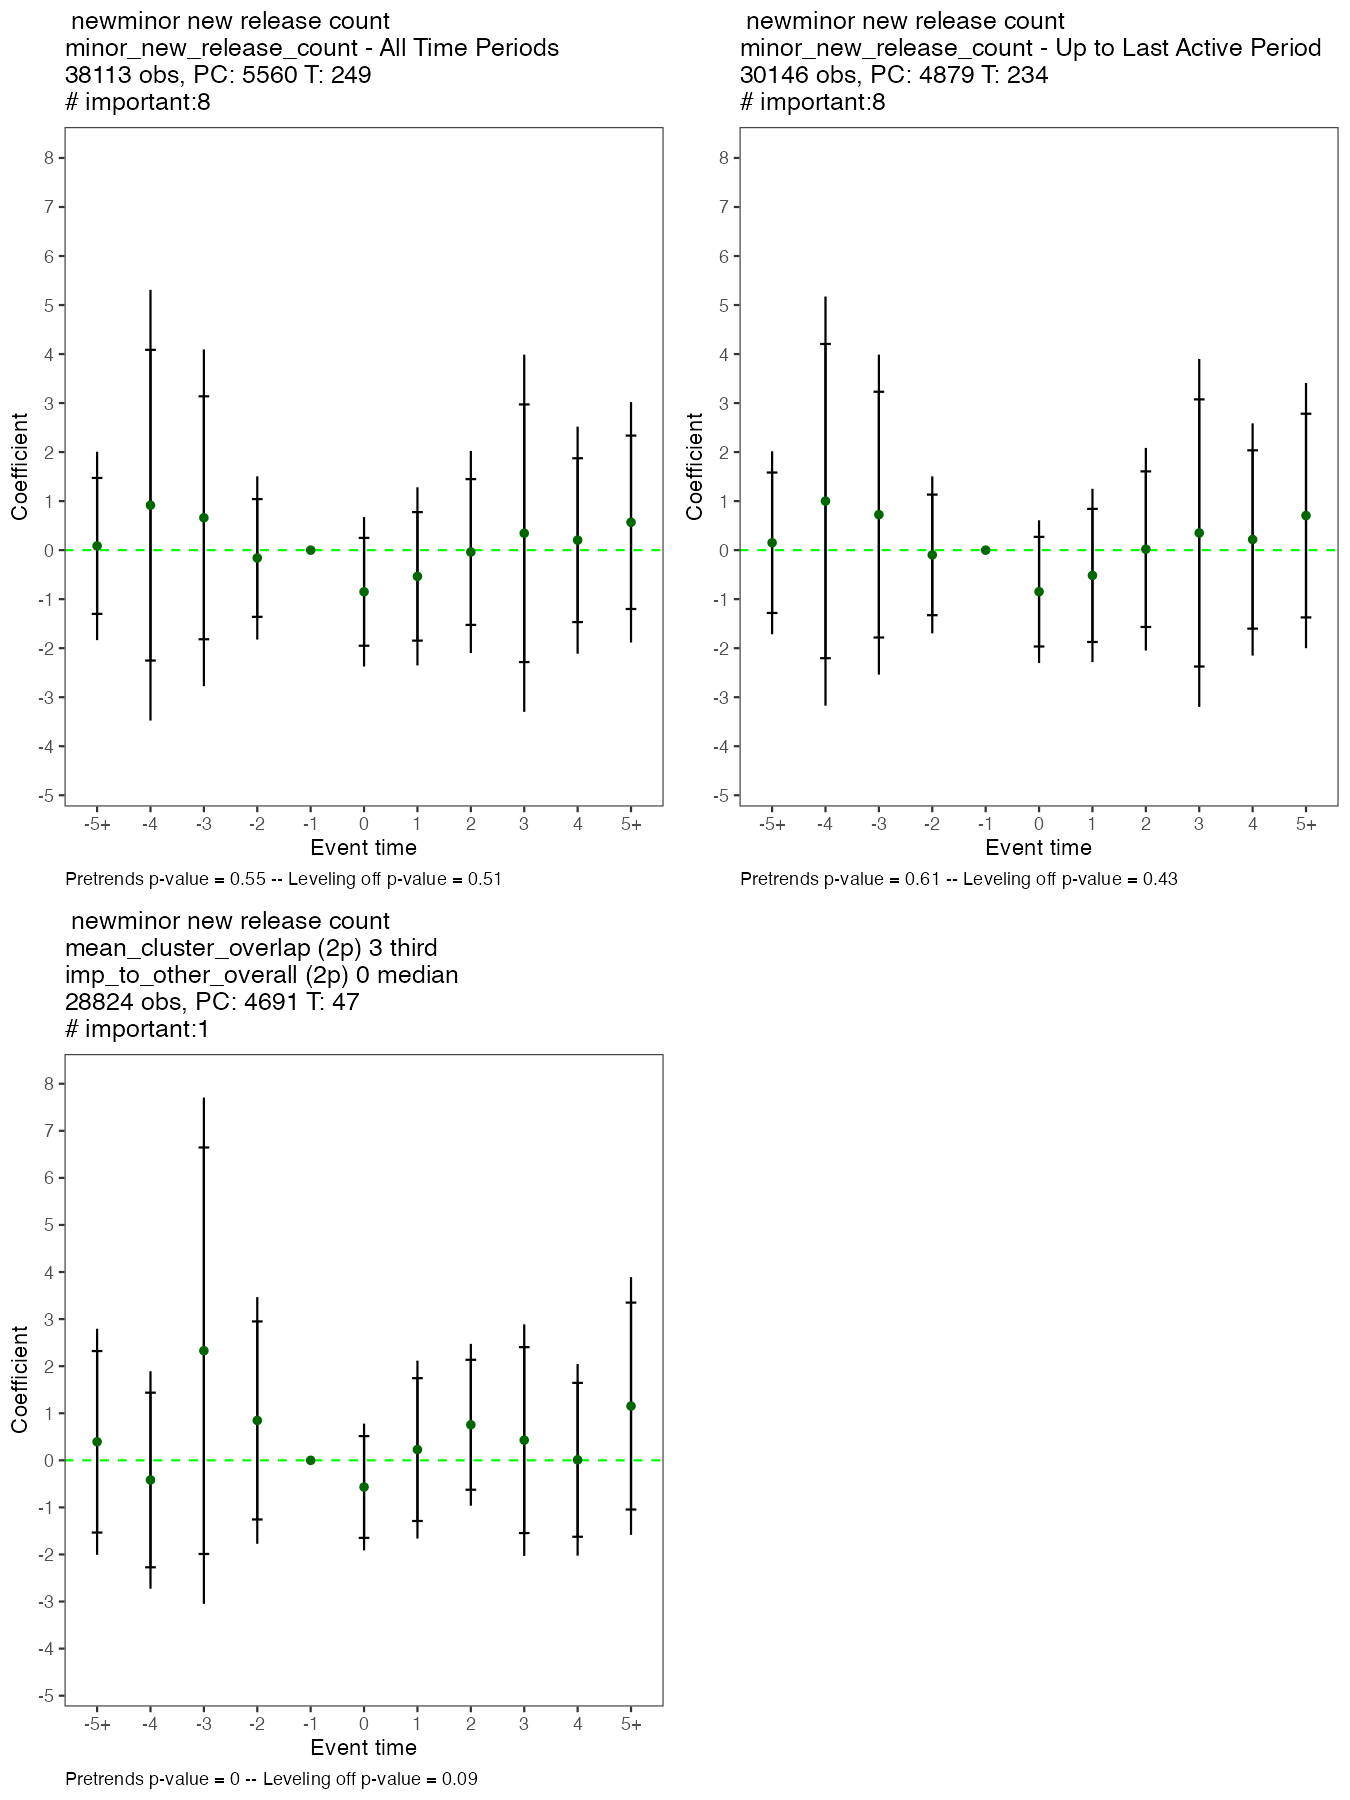 newminor new release count
minor_new_release_count - All Time Periods
38113 obs, PC: 5560 T: 249
# important:8
8
7
6
5
4
3
2
1
0
-1
-2
-3
-4
-5
Coefficient
-5+ -4 -3 -2 -1 0 1 2 3 4 5+
Event time
Pretrends p-value = 0.55 -- Leveling off p-value = 0.51
newminor new release count
minor_new_release_count - Up to Last Active Period
30146 obs, PC: 4879 T: 234
# important:8
8
7
6
5
4
3
2
1
0
-1
-2
-3
-4
-5
Coefficient
-5+ -4 -3 -2 -1 0 1 2 3 4 5+
Event time
Pretrends p-value = 0.61 -- Leveling off p-value = 0.43
newminor new release count
mean_cluster_overlap (2p) 3 third
imp_to_other_overall (2p) 0 median
28824 obs, PC: 4691 T: 47
# important:1
8
7
6
5
4
3
2
1
0
-1
-2
-3
-4
-5
Coefficient
-5+ -4 -3 -2 -1 0 1 2 3 4 5+
Event time
Pretrends p-value = 0 -- Leveling off p-value = 0.09